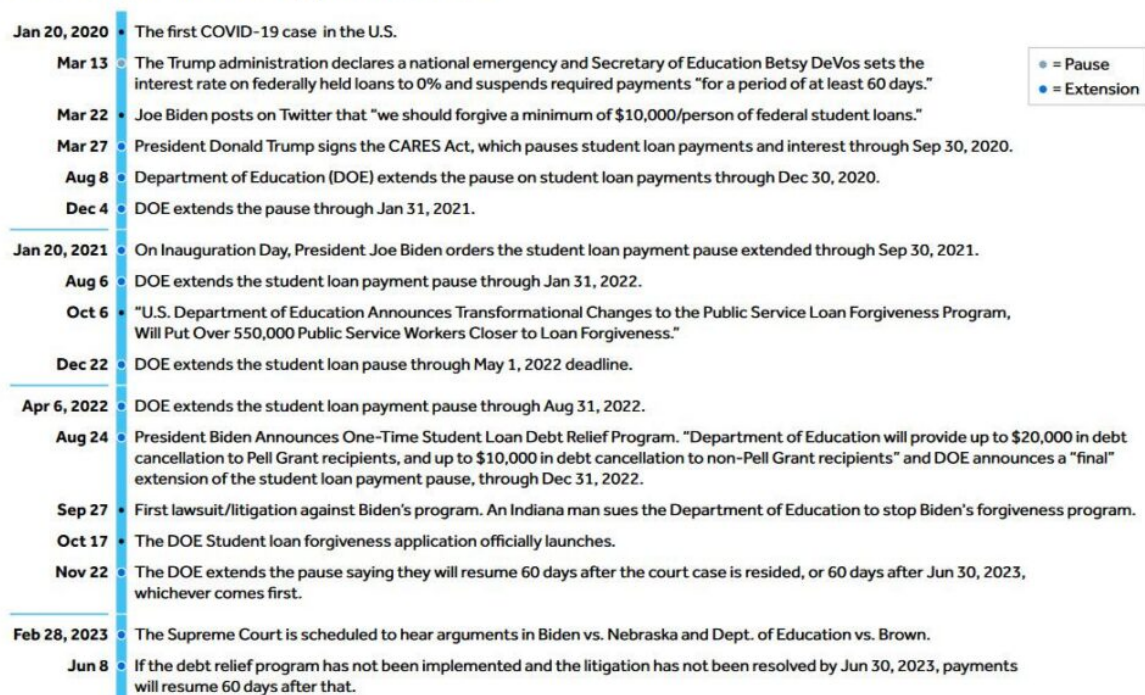 Jan 20, 2020 The first COVID-19 case in the U.S.
Mar 13 The Trump administration declares a national emergency and Secretary of Education Betsy DeVos sets the
interest rate on federally held loans to 0% and suspends required payments “for a period of at least 60 days.”
= Pause
= Extension
Mar 22 Joe Biden posts on Twitter that “we should forgive a minimum of $10,000/person of federal student loans.”
Mar 27 President Donald Trump signs the CARES Act, which pauses student loan payments and interest through Sep 30, 2020.
Aug 8 Department of Education (DOE) extends the pause on student loan payments through Dec 30, 2020.
Dec 4 DOE extends the pause through Jan 31, 2021.
Jan 20, 2021 On Inauguration Day, President Joe Biden orders the student loan payment pause extended through Sep 30, 2021.
Aug 6 DOE extends the student loan payment pause through Jan 31, 2022.
Oct 6 “U.S. Department of Education Announces Transformational Changes to the Public Service Loan Forgiveness Program,
Will Put Over 550,000 Public Service Workers Closer to Loan Forgiveness.”
Dec 22 DOE extends the student loan pause through May 1, 2022 deadline.
Apr 6, 2022 DOE extends the student loan payment pause through Aug 31, 2022.
Aug 24 President Biden Announces One-Time Student Loan Debt Relief Program. “Department of Education will provide up to $20,000 in debt
cancellation to Pell Grant recipients, and up to $10,000 in debt cancellation to non-Pell Grant recipients” and DOE announces a “final”
extension of the student loan payment pause, through Dec 31, 2022.
Sep 27 First lawsuit/litigation against Biden's program. An Indiana man sues the Department of Education to stop Biden's forgiveness program.
Oct 17 The DOE Student loan forgiveness application officially launches.
Nov 22 The DOE extends the pause saying they will resume 60 days after the court case is resided, or 60 days after Jun 30, 2023,
whichever comes first.
Feb 28, 2023 The Supreme Court is scheduled to hear arguments in Biden vs. Nebraska and Dept. of Education vs. Brown.
Jun 8 If the debt relief program has not been implemented and the litigation has not been resolved by Jun 30, 2023, payments
will resume 60 days after that.